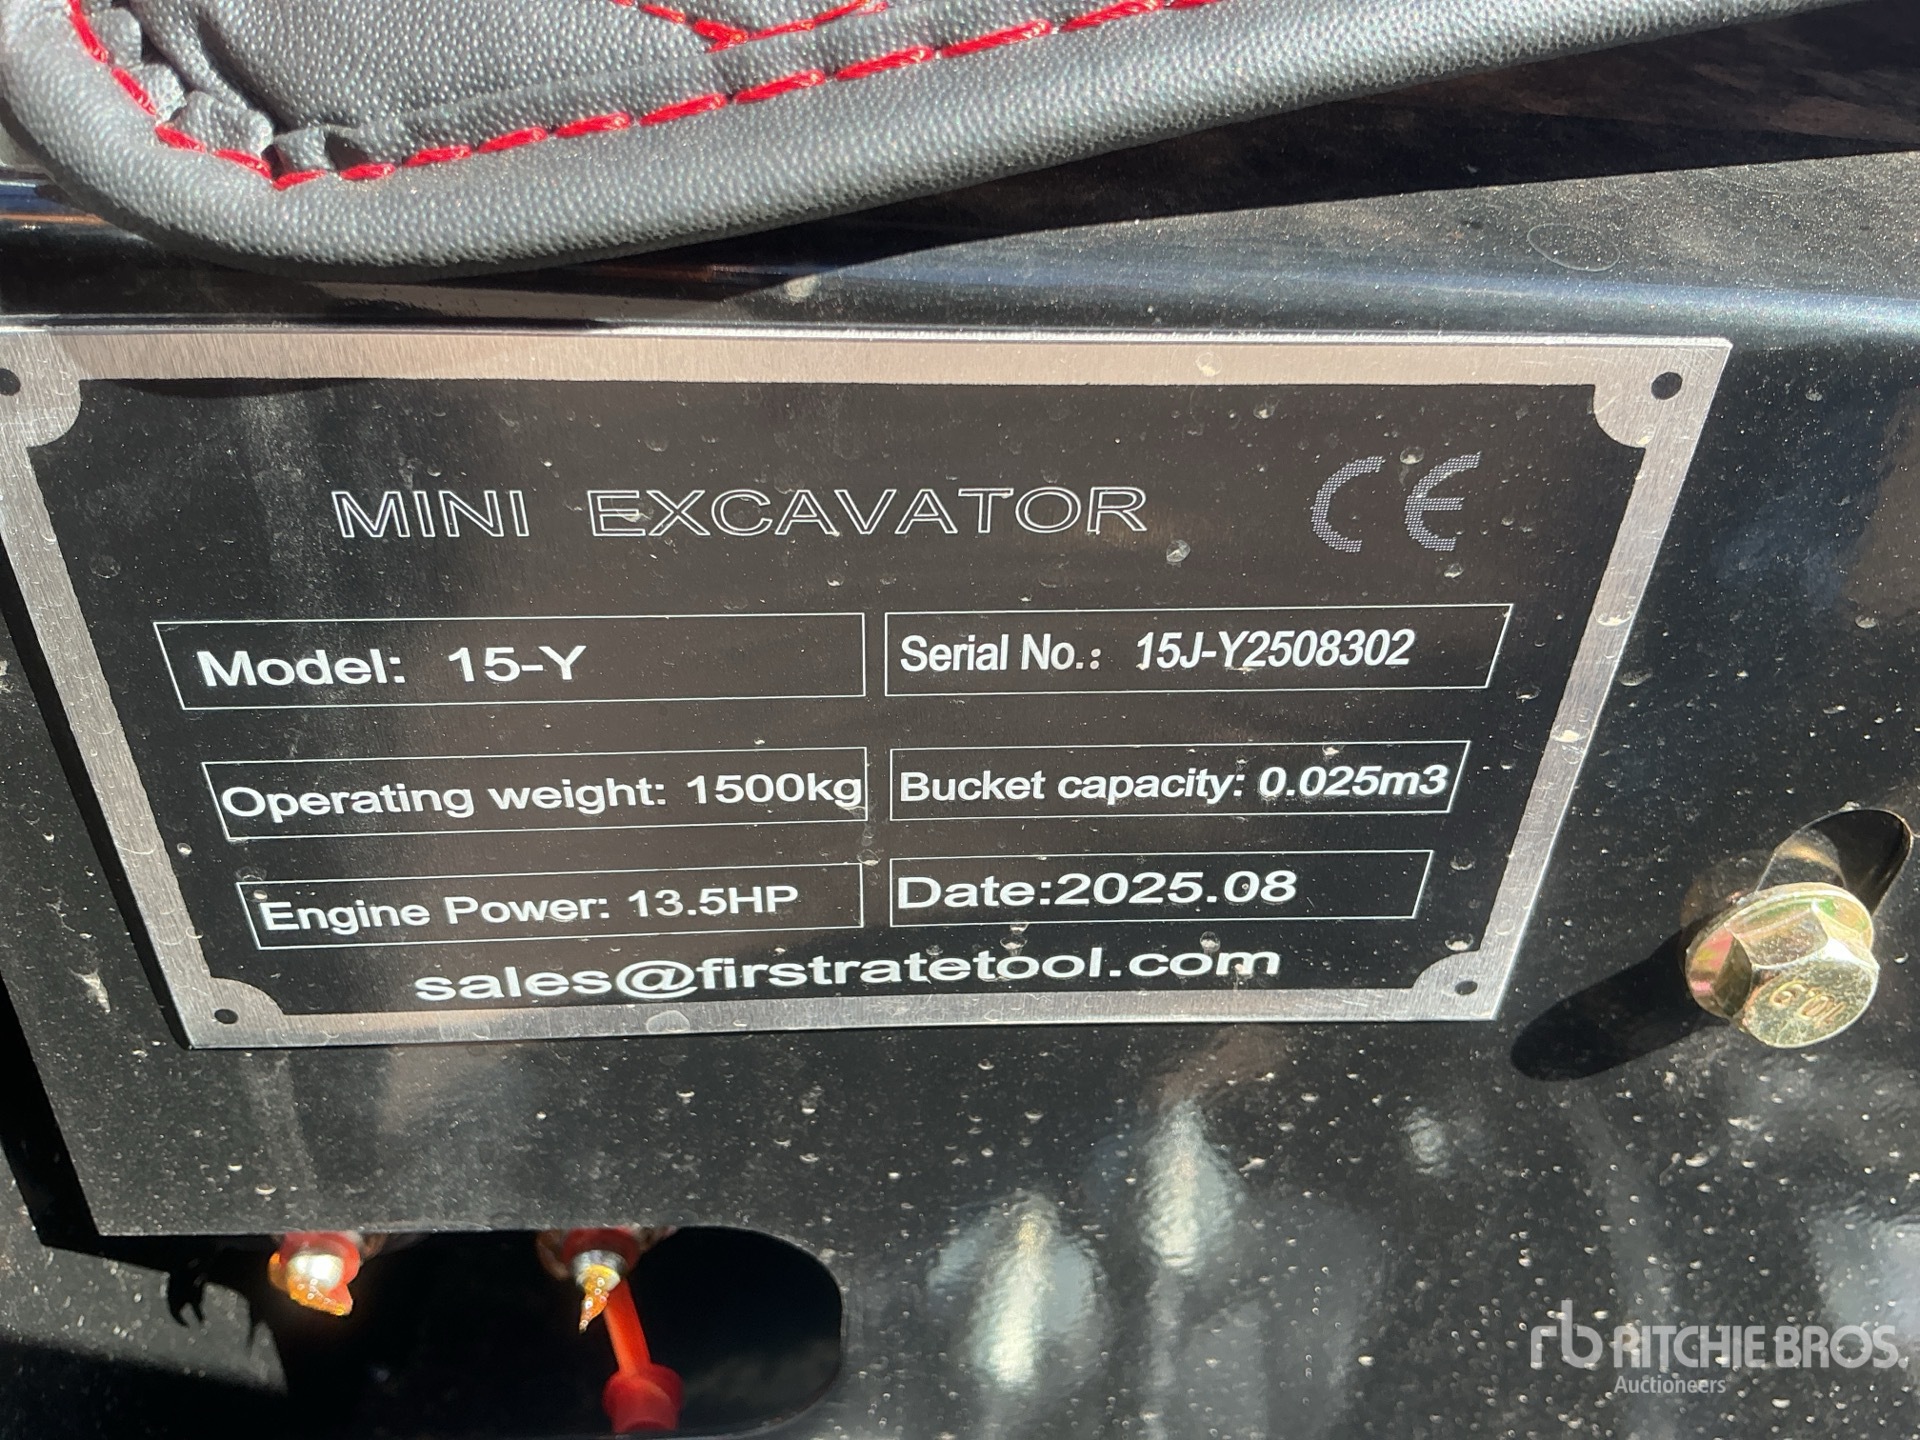 MINI EXCAVATOR CE
Model: 15-Y
Serial No.: 15J-Y2508302
Operating weight: 1500kg
Bucket capacity: 0.025m3
Engine Power: 13.5HP
Date:2025.08
sales@firstratetool.com
rb RITCHIE BROS.
Auctioneers